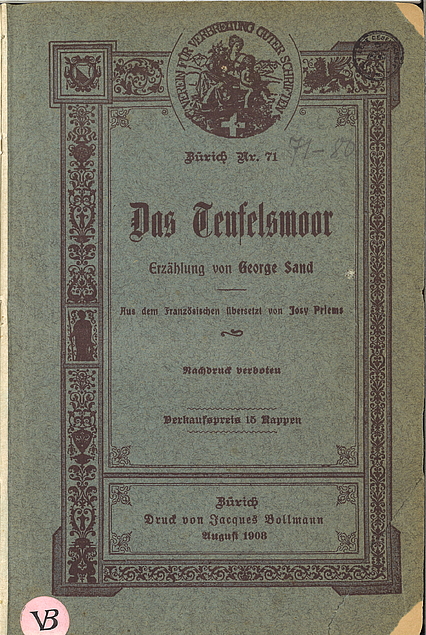 VEREIN FÜR VERBREITUNG GUTER SCHRIFTEN
Zürich Nr. 71
71-80
Das Teufelsmoor
Erzählung von George Sand
Aus dem Französischen übersetzt von Josy Priems
Nachdruck verboten
Verkaufspreis 15 Rappen
Zürich
Druck von Jacques Bollmann
August 1908
VB